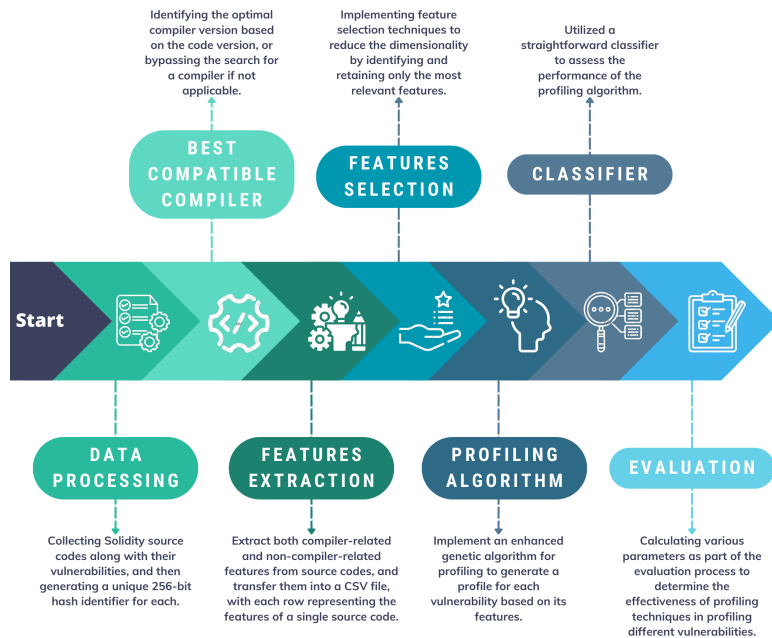 Identifying the optimal
compiler version based
on the code version, or
bypassing the search for
a compiler if not
applicable.
Implementing feature
selection techniques to
reduce the dimensionality
by identifying and
retaining only the most
relevant features.
Utilized a
straightforward classifier
to assess the
performance of the
profiling algorithm.
BEST
COMPATIBLE
COMPILER
FEATURES
SELECTION
CLASSIFIER
Start
DATA
PROCESSING
FEATURES
EXTRACTION
PROFILING
ALGORITHM
EVALUATION
Collecting Solidity source
codes along with their
vulnerabilities, and then
generating a unique 256-bit
hash identifier for each.
Extract both compiler-related
and non-compiler-related
features from source codes, and
transfer them into a CSV file,
with each row representing the
features of a single source code.
Implement an enhanced
genetic algorithm for
profiling to generate a
profile for each
vulnerability based on its
features.
Calculating various
parameters as part of the
evaluation process to
determine the
effectiveness of profiling
techniques in profiling
different vulnerabilities.